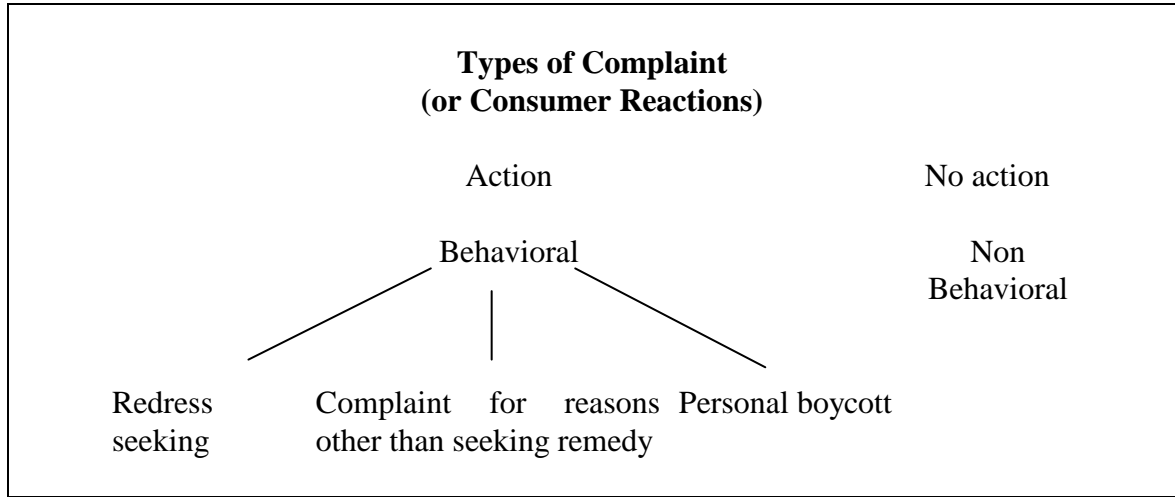 Types of Complaint
(or Consumer Reactions)
Action No action
Behavioral Non
Behavioral
Redress Complaint for reasons Personal boycott
seeking other than seeking remedy